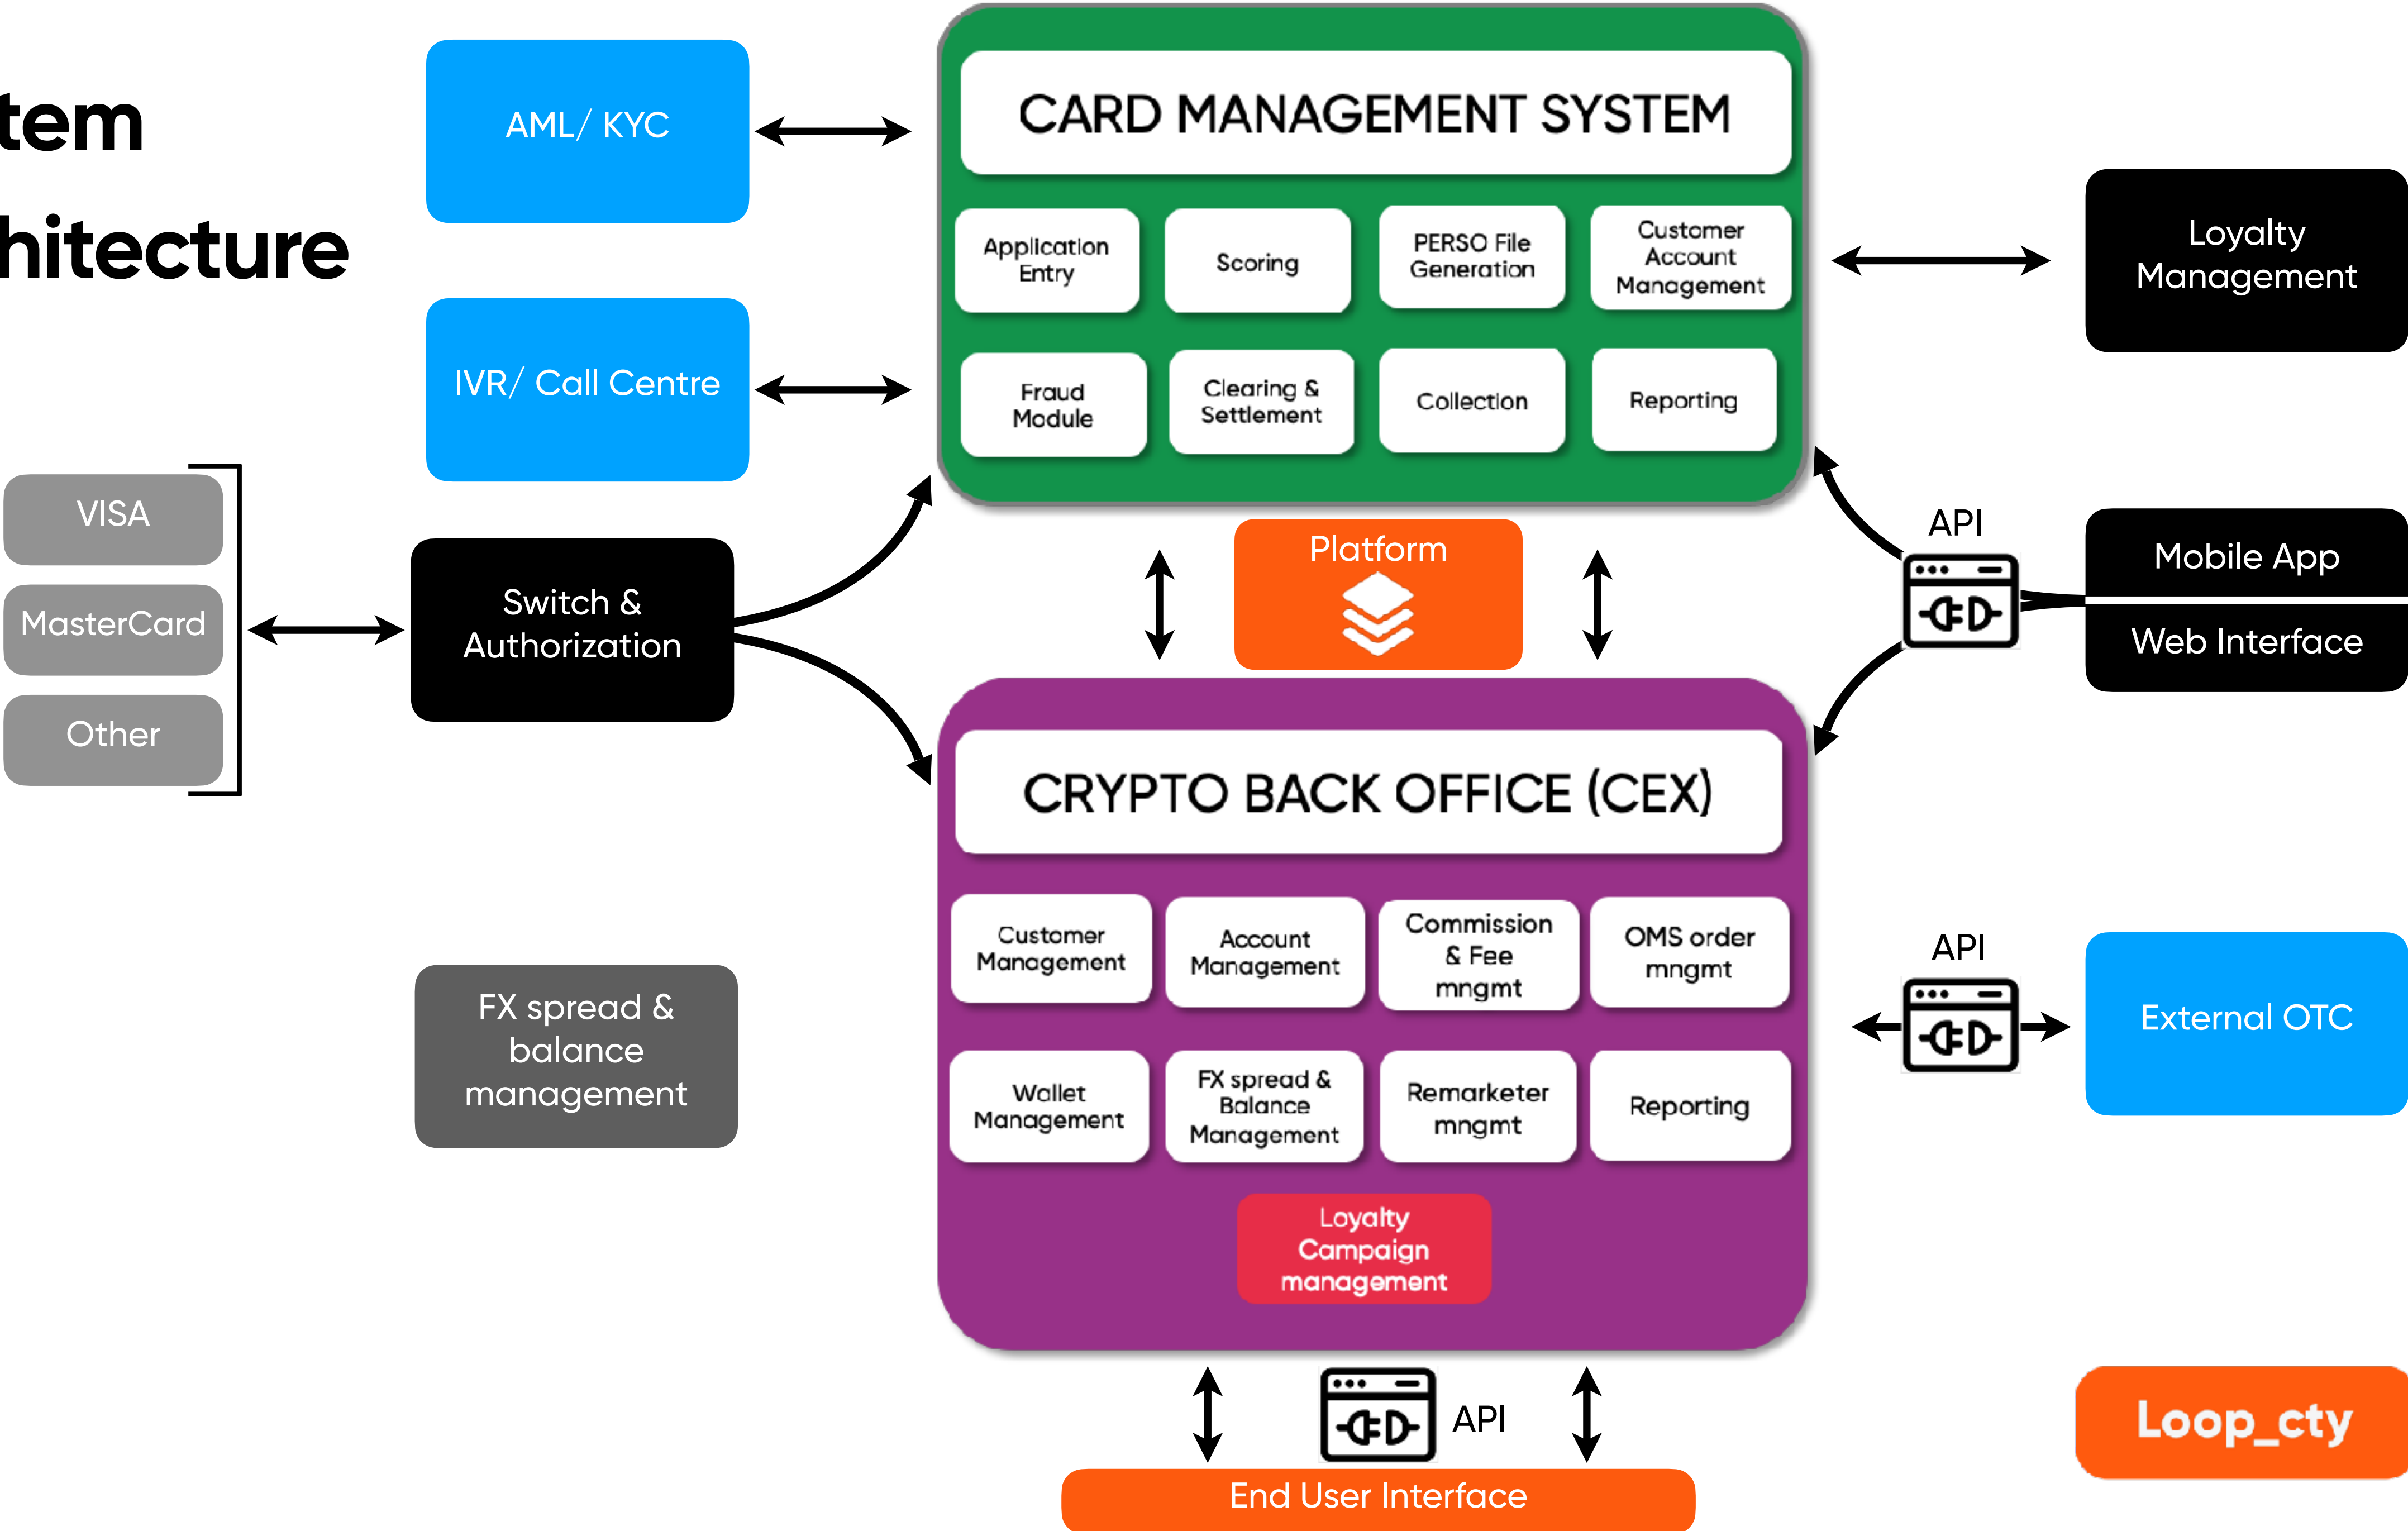 tem
hitecture
AML/ KYC
IVR/ Call Centre
VISA
MasterCard
Other
Switch &
Authorization
FX spread &
balance
management
CARD MANAGEMENT SYSTEM
Application
Entry
Scoring
PERSO File
Generation
Customer
Account
Management
Fraud
Module
Clearing &
Settlement
Collection
Reporting
Platform
CRYPTO BACK OFFICE (CEX)
Customer
Management
Account
Management
Commission
& Fee
mngmt
OMS order
mngmt
Wallet
Management
FX spread &
Balance
Management
Remarketer
mngmt
Reporting
Loyalty
Campaign
management
API
End User Interface
Loyalty
Management
API
Mobile App
Web Interface
API
External OTC
Loop_cty